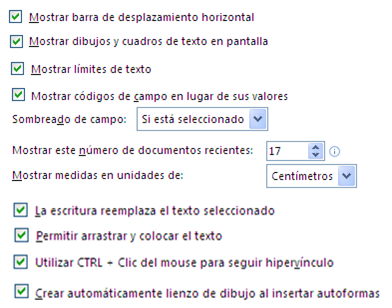 Mostrar barra de desplazamiento horizontal
Mostrar dibujos y cuadros de texto en pantalla
Mostrar límites de texto
Mostrar códigos de campo en lugar de sus valores
Sombreado de campo: Si está seleccionado
Mostrar este número de documentos recientes: 17
Mostrar medidas en unidades de: Centímetros
La escritura reemplaza el texto seleccionado
Permitir arrastrar y colocar el texto
Utilizar CTRL + Clic del mouse para seguir hipervínculo
Crear automáticamente lienzo de dibujo al insertar autoformas